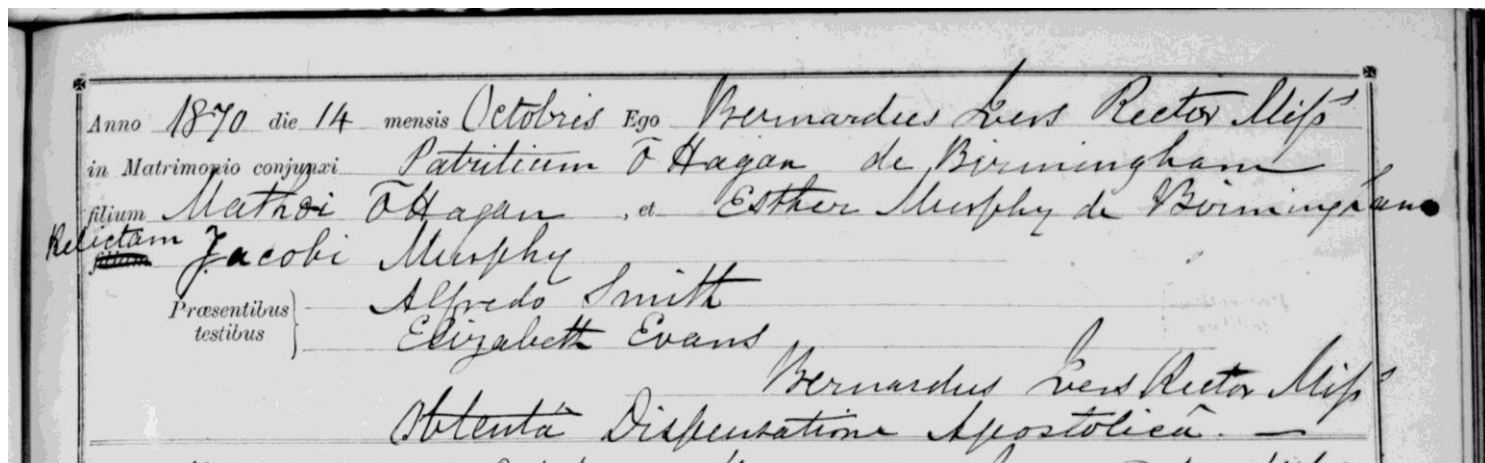 Anno 1870 die 14 mensis Octobris Ego Bernardus Ivers Rector Miss
in Matrimonio conjunxi Patritium O Hagan de Birmingham
filium Mathæi O Hagan, et Esther Murphy de Birmingham
Relictam filiam Jacobi Murphy
Præsentibus testibus
Alfredo Smith
Elizabeth Evans
Bernardus Ivers Rector Miss
Obtentâ Dispensatione Apostolicâ. —